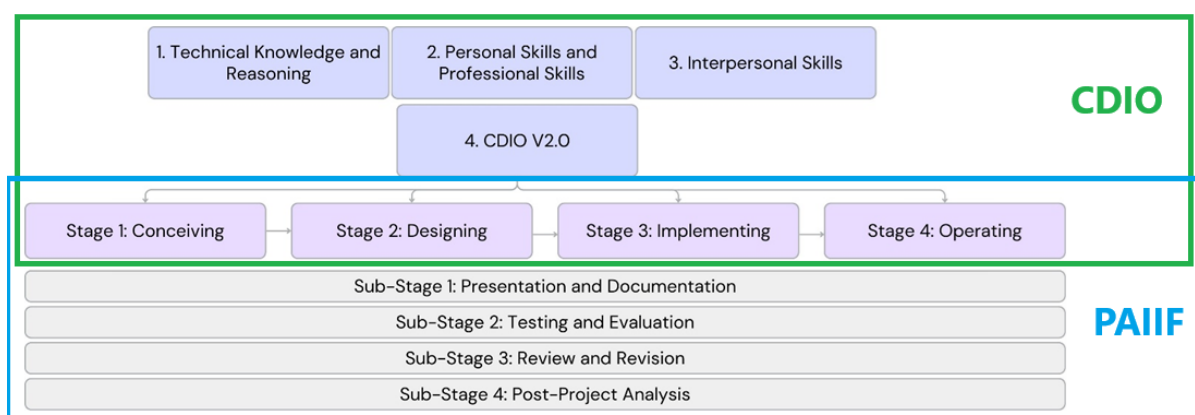 1. Technical Knowledge and
Reasoning
2. Personal Skills and
Professional Skills
3. Interpersonal Skills
CDIO
4. CDIO V2.0
Stage 1: Conceiving
Stage 2: Designing
Stage 3: Implementing
Stage 4: Operating
Sub-Stage 1: Presentation and Documentation
Sub-Stage 2: Testing and Evaluation
PAIIF
Sub-Stage 3: Review and Revision
Sub-Stage 4: Post-Project Analysis